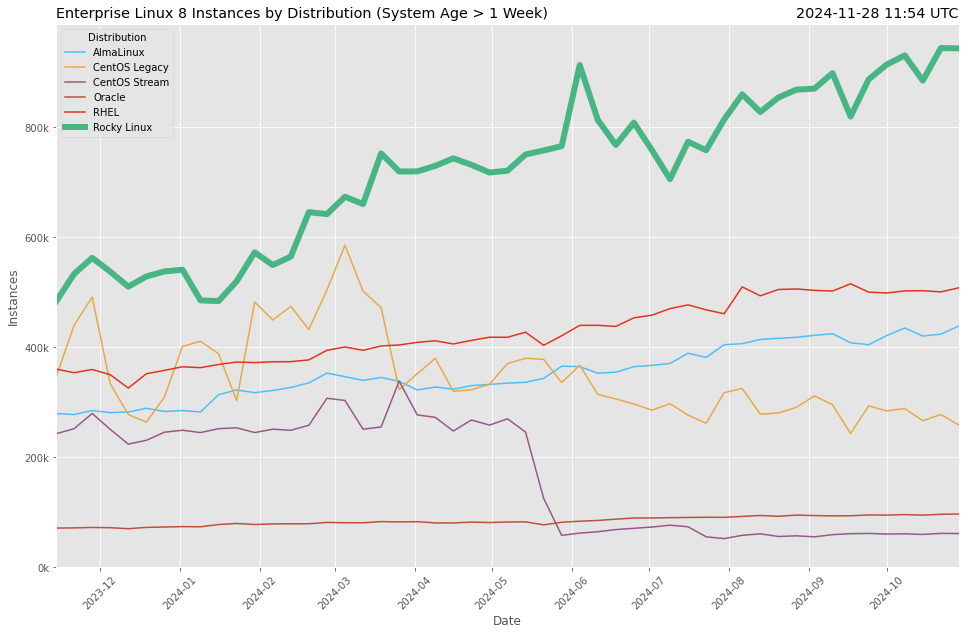 Enterprise Linux 8 Instances by Distribution (System Age > 1 Week)
2024-11-28 11:54 UTC
Distribution
AlmaLinux
CentOS Legacy
CentOS Stream
Oracle
RHEL
Rocky Linux
800k
600k
400k
200k
0k
Instances
2023-12
2024-01
2024-02
2024-03
2024-04
2024-05
2024-06
2024-07
2024-08
2024-09
2024-10
Date